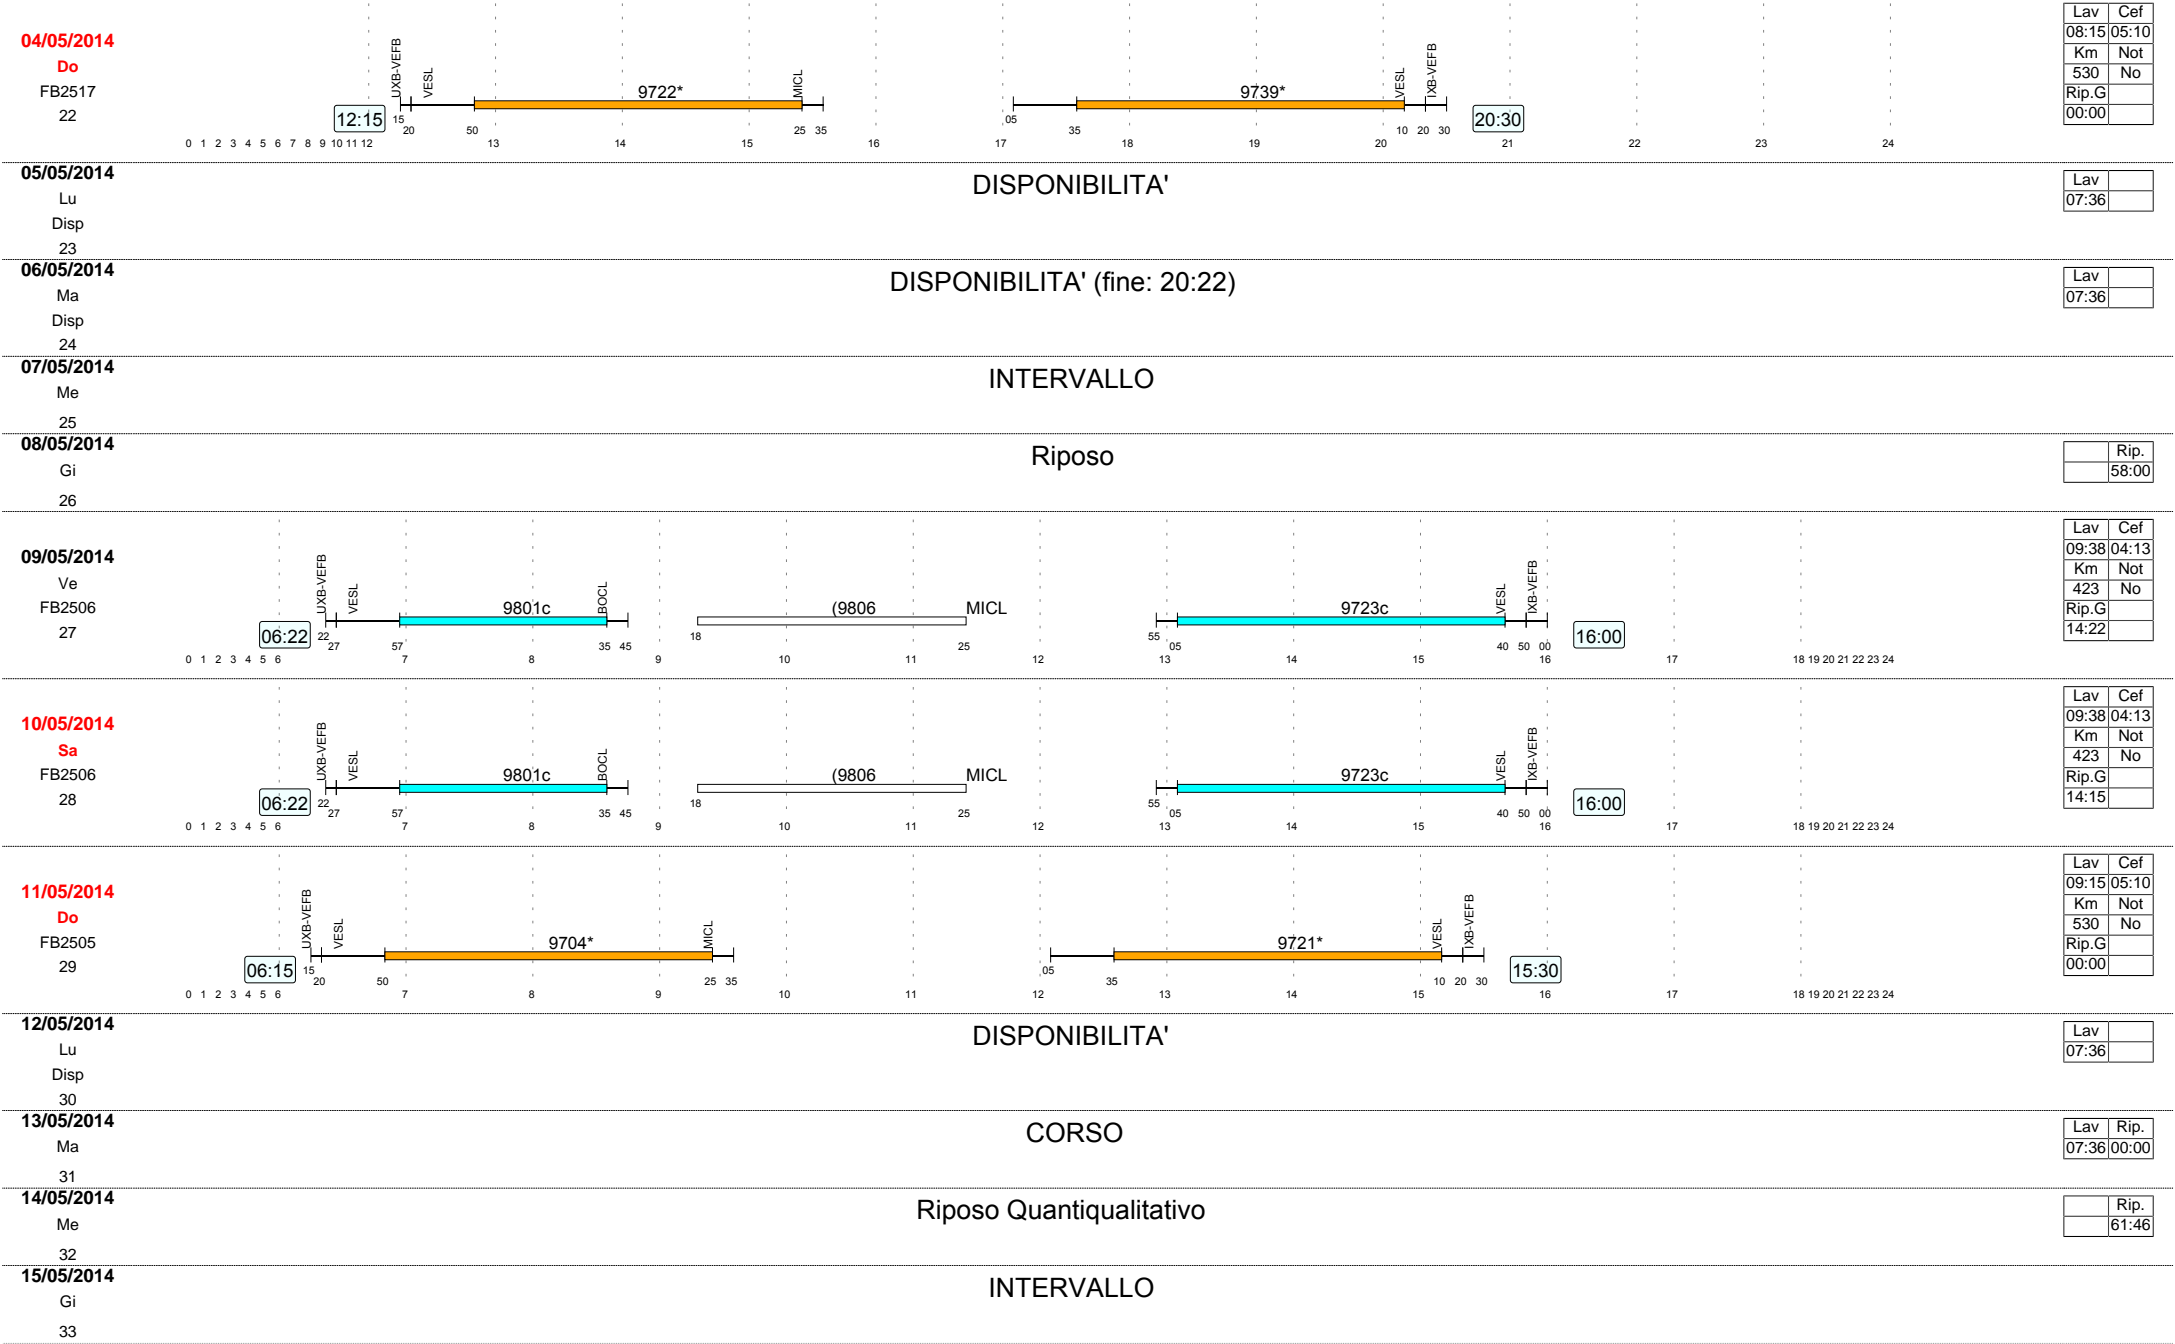 04/05/2014
Do
FB2517
22
12:15
UXB-VEFB
VESL
9722*
MICL
9739*
VESL
IXB-VEFB
20:30
15 20 50 25 35 05 35 10 20 30
0 1 2 3 4 5 6 7 8 9 10 11 12 13 14 15 16 17 18 19 20 21 22 23 24
Lav Cef
08:15 05:10
Km Not
530 No
Rip.G
00:00
05/05/2014
Lu
Disp
23
DISPONIBILITA'
Lav
07:36
06/05/2014
Ma
Disp
24
DISPONIBILITA' (fine: 20:22)
Lav
07:36
07/05/2014
Me
25
INTERVALLO
08/05/2014
Gi
26
Riposo
Rip.
58:00
09/05/2014
Ve
FB2506
27
06:22
UXB-VEFB
VESL
9801c
BOCL
(9806
MICL
9723c
VESL
IXB-VEFB
16:00
22 27 57 35 45 18 25 55 05 40 50 00
0 1 2 3 4 5 6 7 8 9 10 11 12 13 14 15 16 17 18 19 20 21 22 23 24
Lav Cef
09:38 04:13
Km Not
423 No
Rip.G
14:22
10/05/2014
Sa
FB2506
28
06:22
UXB-VEFB
VESL
9801c
BOCL
(9806
MICL
9723c
VESL
IXB-VEFB
16:00
22 27 57 35 45 18 25 55 05 40 50 00
0 1 2 3 4 5 6 7 8 9 10 11 12 13 14 15 16 17 18 19 20 21 22 23 24
Lav Cef
09:38 04:13
Km Not
423 No
Rip.G
14:15
11/05/2014
Do
FB2505
29
06:15
UXB-VEFB
VESL
9704*
MICL
9721*
VESL
IXB-VEFB
15:30
15 20 50 25 35 05 35 10 20 30
0 1 2 3 4 5 6 7 8 9 10 11 12 13 14 15 16 17 18 19 20 21 22 23 24
Lav Cef
09:15 05:10
Km Not
530 No
Rip.G
00:00
12/05/2014
Lu
Disp
30
DISPONIBILITA'
Lav
07:36
13/05/2014
Ma
31
CORSO
Lav Rip.
07:36 00:00
14/05/2014
Me
32
Riposo Quantiqualitativo
Rip.
61:46
15/05/2014
Gi
33
INTERVALLO